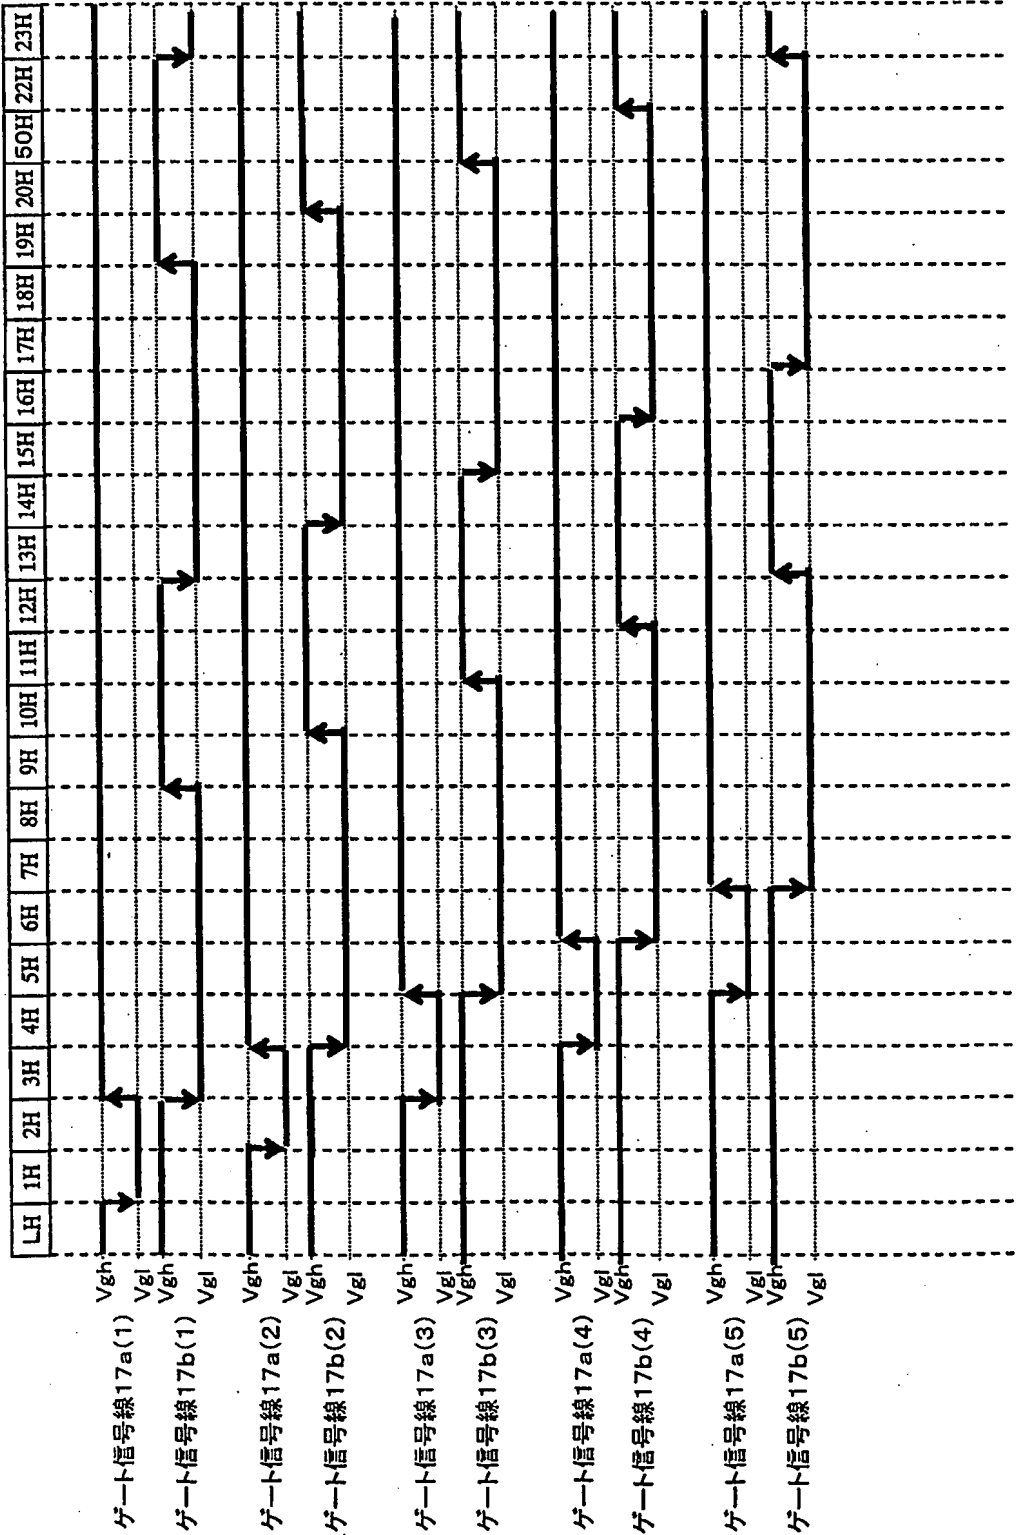 LH 1H 2H 3H 4H 5H 6H 7H 8H 9H 10H 11H 12H 13H 14H 15H 16H 17H 18H 19H 20H 50H 22H 23H
ゲート信号線17a(1) Vgh
Vgl
ゲート信号線17b(1) Vgh
Vgl
ゲート信号線17a(2) Vgh
Vgl
ゲート信号線17b(2) Vgh
Vgl
ゲート信号線17a(3) Vgh
Vgl
ゲート信号線17b(3) Vgh
Vgl
ゲート信号線17a(4) Vgh
Vgl
ゲート信号線17b(4) Vgh
Vgl
ゲート信号線17a(5) Vgh
Vgl
ゲート信号線17b(5) Vgh
Vgl